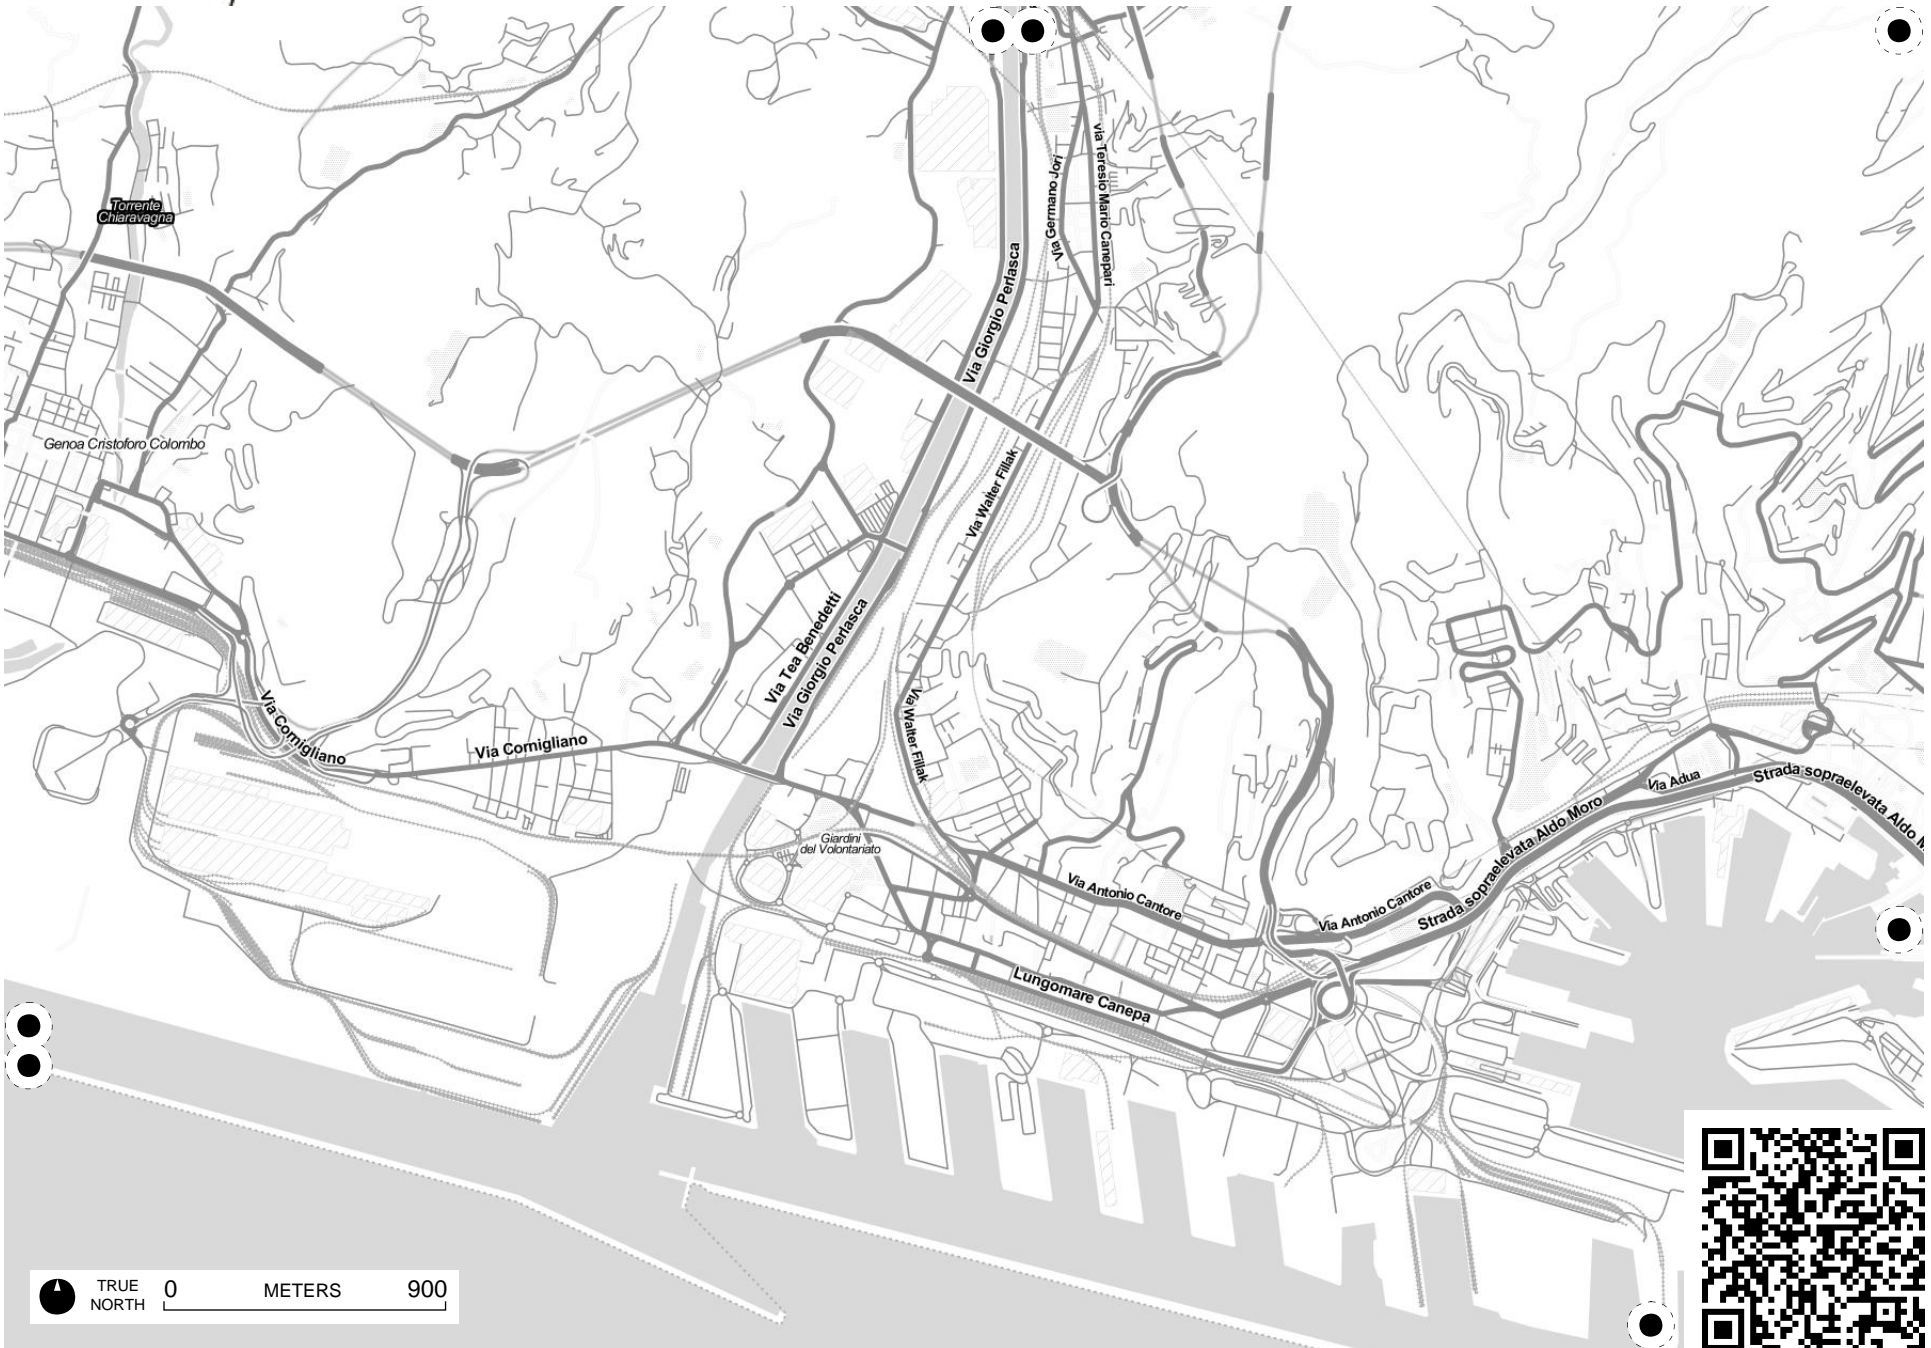 via Teresio Mario Canepari
Via Germano Jori
Torrente
Chiaravagna
Via Giorgio Perlasca
Genoa Cristoforo Colombo
Via Walter Fillak
Via Tea Benedetti
Via Giorgio Perlasca
Via Walter Fillak
Via Cornigliano
Via Cornigliano
Via Adua
Strada sopraelevata Aldo M
Strada sopraelevata Aldo Moro
Giardini
del Volontariato
Via Antonio Cantore
Via Antonio Cantore
Lungomare Canepa
TRUE
NORTH
0 METERS 900